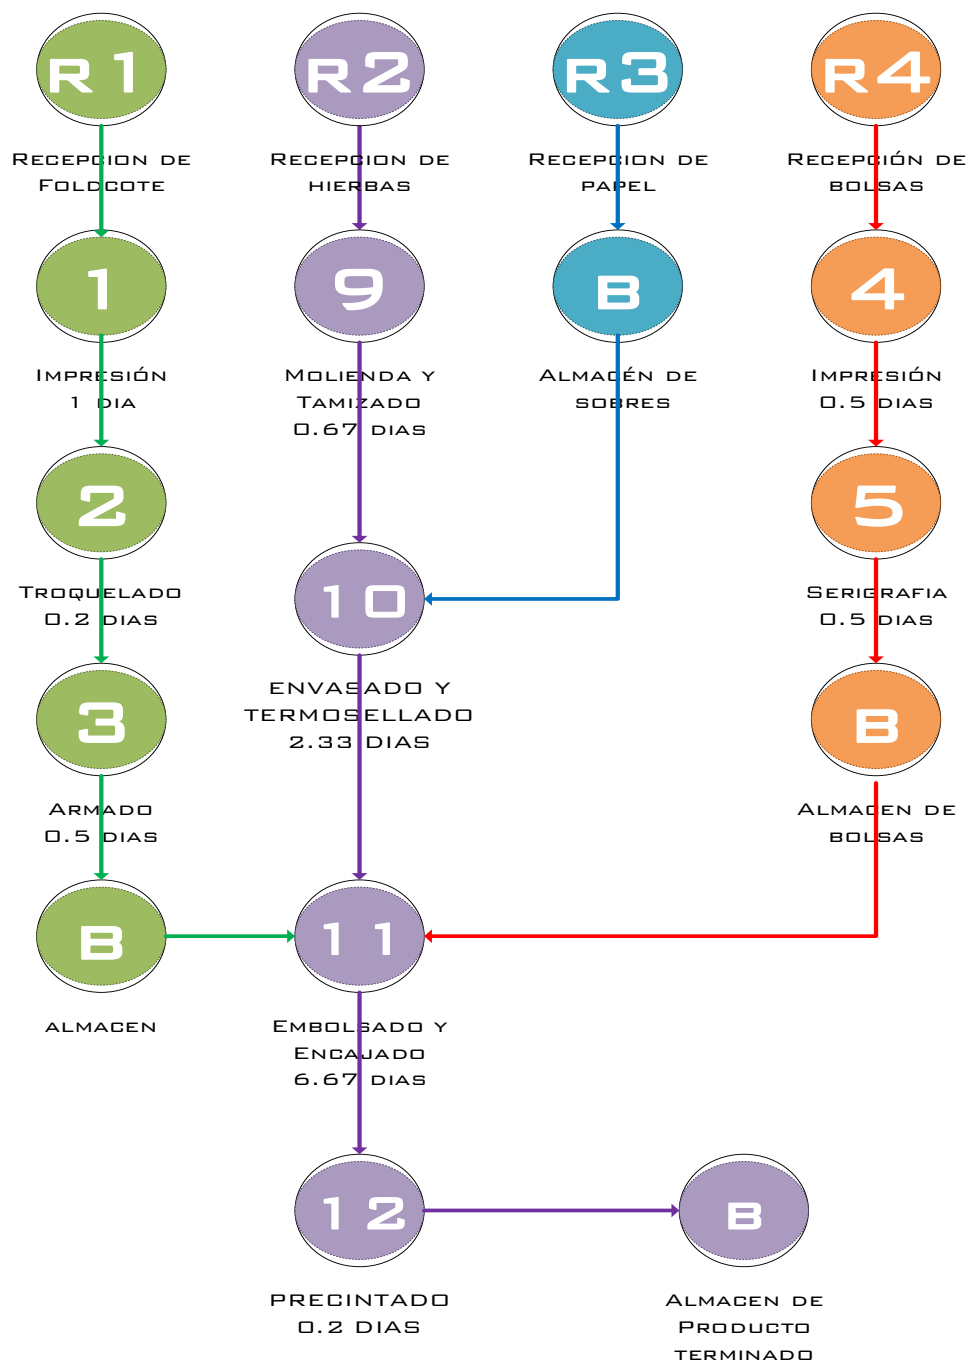 R1
R2
R3
R4
Recepcion de
Foldcote
Recepcion de
hierbas
Recepcion de
papel
Recepción de
bolsas
1
9
B
4
Impresión
1 dia
Molienda y
Tamizado
0.67 dias
Almacén de
sobres
Impresión
0.5 dias
2
5
Troquelado
0.2 dias
10
Serigrafia
0.5 dias
3
ENVASADO Y
TERMOSELLADO
2.33 DIAS
B
Armado
0.5 dias
Almacen de
bolsas
B
11
almacen
Embolsado y
Encajado
6.67 dias
12
B
PRECINTADO
0.2 DIAS
Almacen de
Producto
terminado